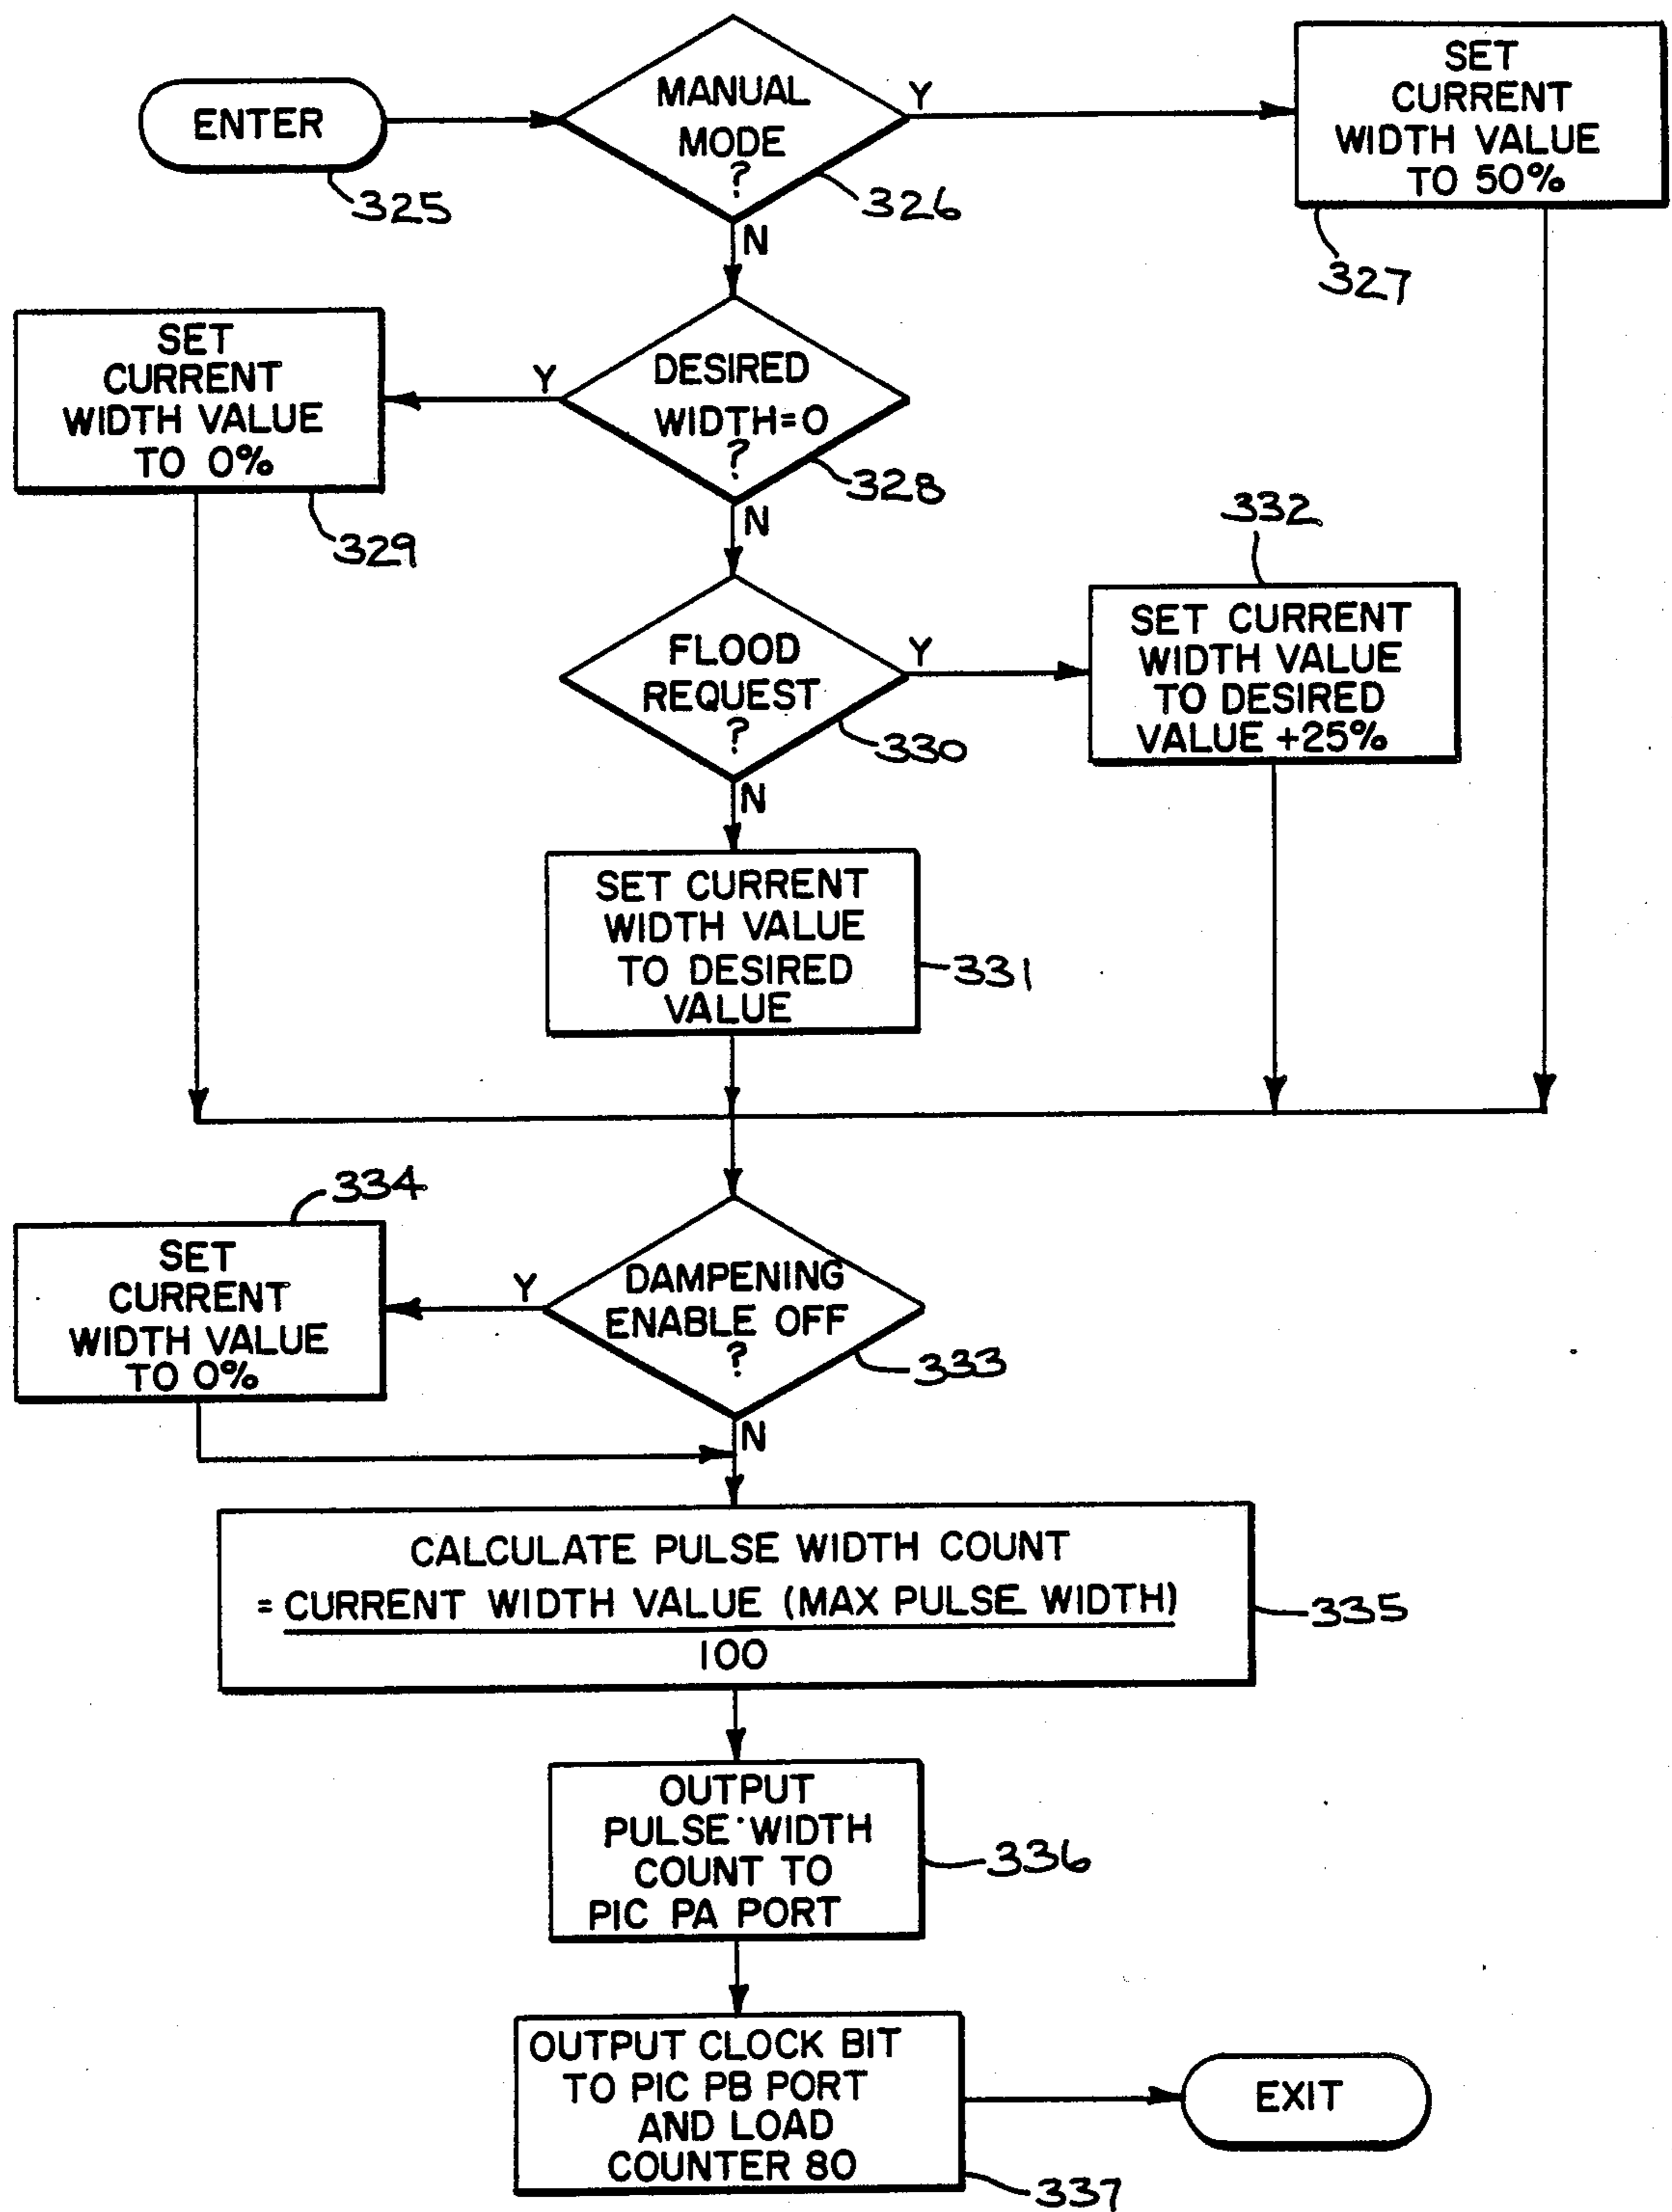 ENTER
325
MANUAL
MODE
?
326
Y
N
SET
CURRENT
WIDTH VALUE
TO 50%
327
DESIRED
WIDTH=0
?
328
Y
N
SET
CURRENT
WIDTH VALUE
TO 0%
329
FLOOD
REQUEST
?
330
Y
N
332
SET CURRENT
WIDTH VALUE
TO DESIRED
VALUE +25%
SET CURRENT
WIDTH VALUE
TO DESIRED
VALUE
331
DAMPENING
ENABLE OFF
?
333
Y
N
334
SET
CURRENT
WIDTH VALUE
TO 0%
CALCULATE PULSE WIDTH COUNT
= CURRENT WIDTH VALUE (MAX PULSE WIDTH)
100
335
OUTPUT
PULSE WIDTH
COUNT TO
PIC PA PORT
336
OUTPUT CLOCK BIT
TO PIC PB PORT
AND LOAD
COUNTER 80
337
EXIT